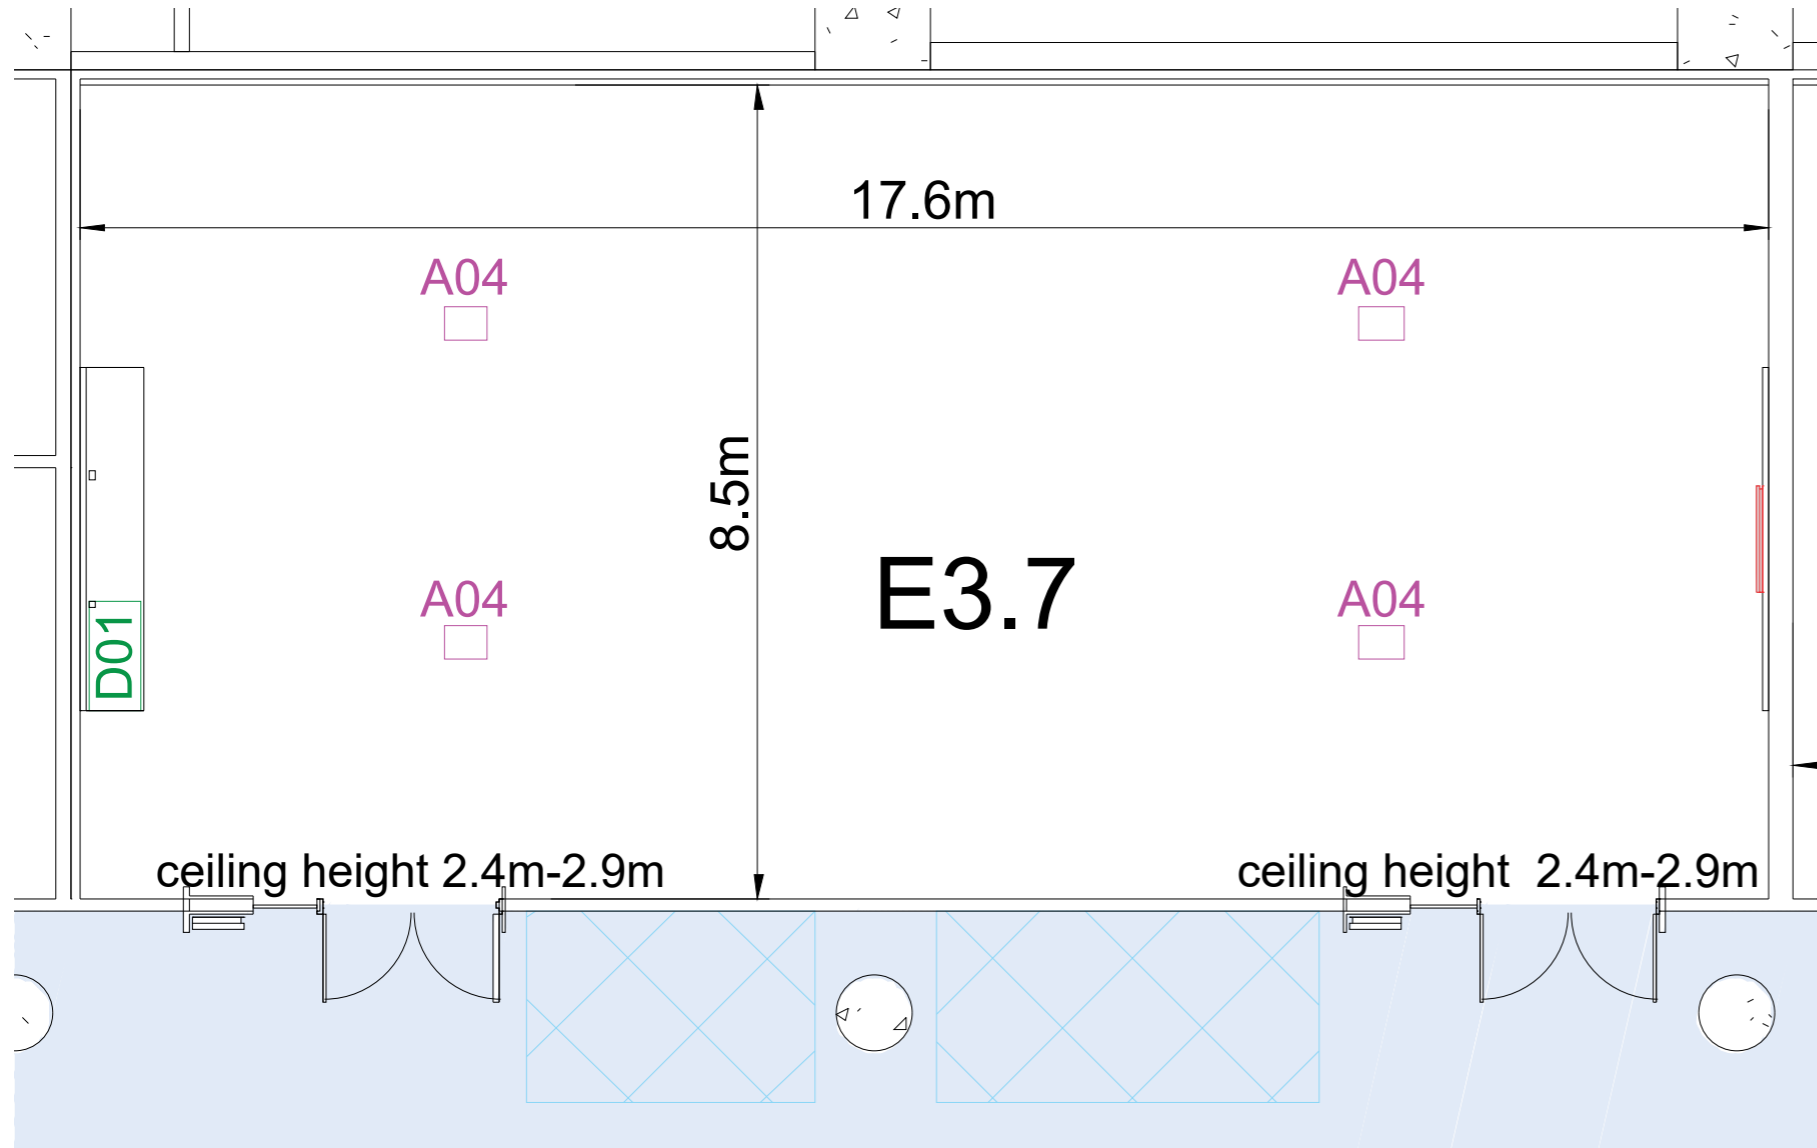 17.6m
A04 A04
8.5m
E3.7
A04 A04
D01
ceiling height 2.4m-2.9m
ceiling height 2.4m-2.9m